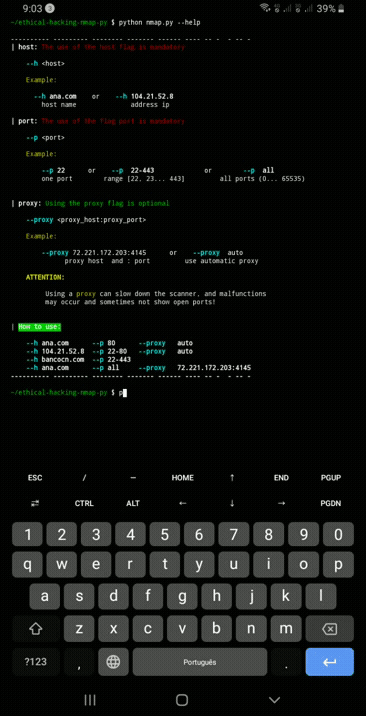 9:03 3 39%
~/ethical-hacking-nmap-py $ python nmap.py --help
---------- --------- -------- ------- ------ ----- ---- -- - - -- - -
| host: The use of the host flag is mandatory
--h <host>
Example:
--h ana.com or --h 104.21.52.8
host name address ip
| port: The use of the flag port is mandatory
--p <port>
Example:
--p 22 or --p 22-443 or --p all
one port range [22, 23... 443] all ports (0... 65535)
| proxy: Using the proxy flag is optional
--proxy <proxy_host:proxy_port>
Example:
--proxy 72.221.172.203:4145 or --proxy auto
proxy host and : port use automatic proxy
ATTENTION:
Using a proxy can slow down the scanner, and malfunctions
may occur and sometimes not show open ports!
| How to use:
--h ana.com --p 80 --proxy auto
--h 104.21.52.8 --p 22-80 --proxy auto
--h bancocn.com --p 22-443
--h ana.com --p all --proxy 72.221.172.203:4145
---------- --------- -------- ------- ------ ----- ---- -- - - -- - -
~/ethical-hacking-nmap-py $ p
ESC / — HOME ↑ END PGUP
CTRL ALT ← ↓ → PGDN
1 2 3 4 5 6 7 8 9 0
q w e r t y u i o p
a s d f g h j k l
z x c v b n m
?123 , Português .